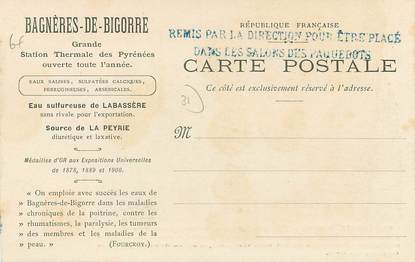 BAGNÈRES-DE-BIGORRE
Grande
Station Thermale des Pyrénées
ouverte toute l'année.
EAUX SALINES, SULFATÉES CALCIQUES,
FERRUGINEUSES, ARSENICALES.
Eau sulfureuse de LABASSÈRE
sans rivale pour l'exportation.
Source de LA PEYRIE
diurétique et laxative.
Médailles d'OR aux Expositions Universelles
de 1878, 1889 et 1900.
« On emploie avec succès les eaux de
« Bagnères-de-Bigorre dans les maladies
« chroniques de la poitrine, contre les
« rhumatismes, la paralysie, les tumeurs
« des membres et les maladies de la
« peau. » (FOURCROY.)
RÉPUBLIQUE FRANÇAISE
REMIS PAR LA DIRECTION POUR ÊTRE PLACÉ
DANS LES SALONS DES PAQUEBOTS
CARTE POSTALE
Ce côté est exclusivement réservé à l'adresse.
31
M